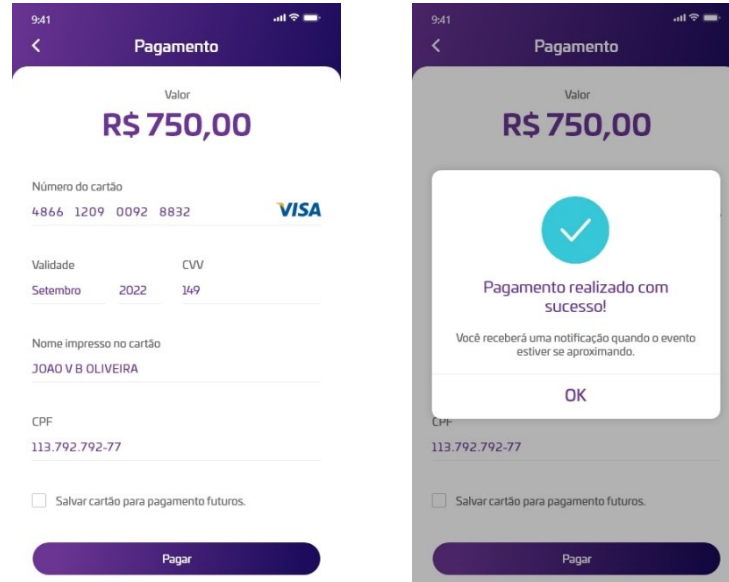 9:41
Pagamento
Valor
R$ 750,00
Número do cartão
4866 1209 0092 8832 VISA
Validade CVV
Setembro 2022 149
Nome impresso no cartão
JOAO V B OLIVEIRA
CPF
113.792.792-77
Salvar cartão para pagamento futuros.
Pagar
9:41
Pagamento
Valor
R$ 750,00
Pagamento realizado com
sucesso!
Você receberá uma notificação quando o evento
estiver se aproximando.
OK
CPF
113.792.792-77
Salvar cartão para pagamento futuros.
Pagar